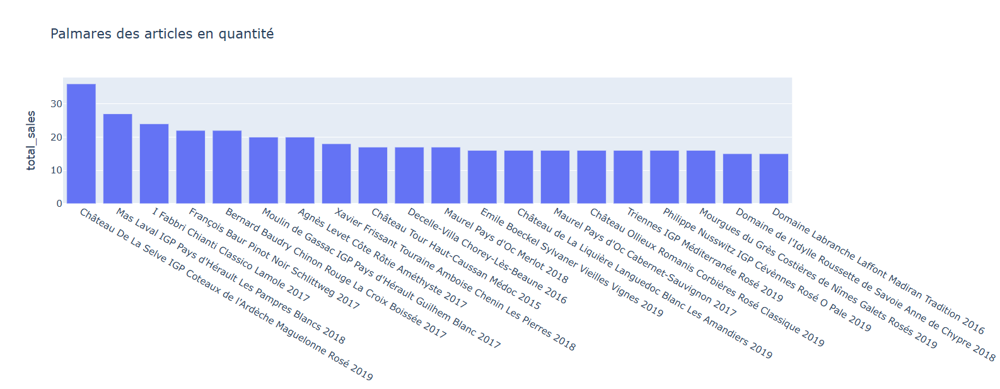 Palmares des articles en quantité
total_sales
30
20
10
0
Château De La Selve IGP Coteaux de l'Ardèche Maguelonne Rosé 2019
Mas Laval IGP Pays d'Hérault Les Pampres Blancs 2018
I Fabbri Chianti Classico Lamole 2017
François Baur Pinot Noir Schlittweg 2017
Bernard Baudry Chinon Rouge La Croix Boissée 2017
Moulin de Gassac IGP Pays d'Hérault Guilhem Blanc 2017
Agnès Levet Côte Rôtie Améthyste 2017
Xavier Frissant Touraine Amboise Chenin Les Pierres 2018
Château Tour Haut-Caussan Médoc 2015
Decelle-Villa Chorey-Lès-Beaune 2016
Maurel Pays d'Oc Merlot 2018
Emile Boeckel Sylvaner Vieilles Vignes 2019
Château de La Liquière Languedoc Blanc Les Amandiers 2019
Maurel Pays d'Oc Cabernet-Sauvignon 2017
Château Ollieux Romanis Corbières Rosé Classique 2019
Triennes IGP Méditerranée Rosé 2019
Philippe Nusswitz IGP Cévènnes Rosé O Pale 2019
Mourgues du Grès Costières de Nîmes Galets Rosés 2019
Domaine de l'Idylle Roussette de Savoie Anne de Chypre 2018
Domaine Labranche Laffont Madiran Tradition 2016